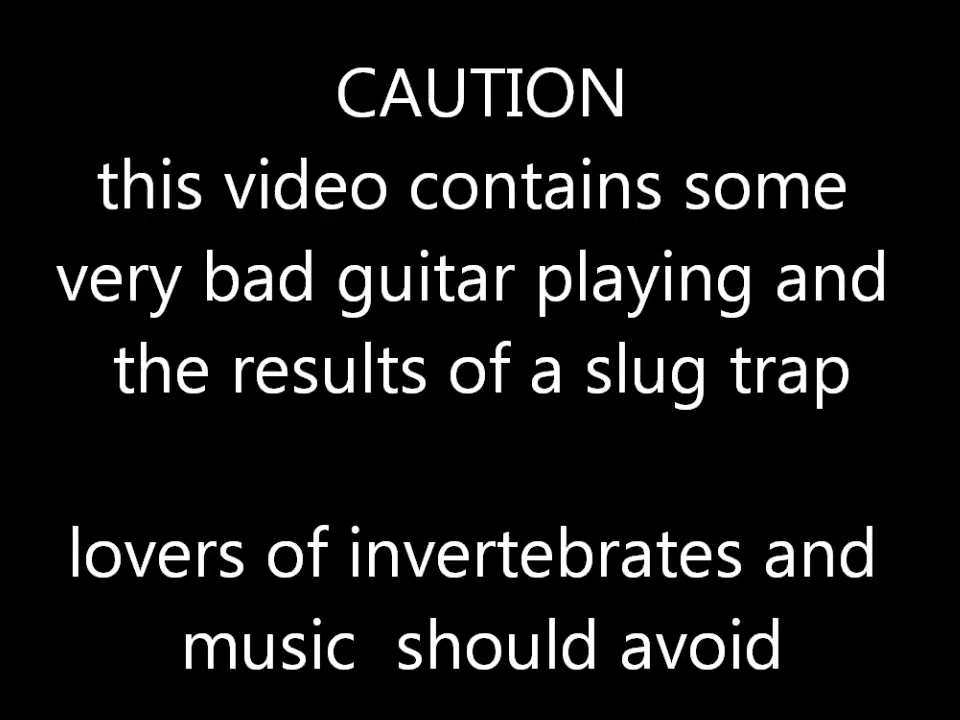 CAUTION
this video contains some
very bad guitar playing and
the results of a slug trap
lovers of invertebrates and
music  should avoid